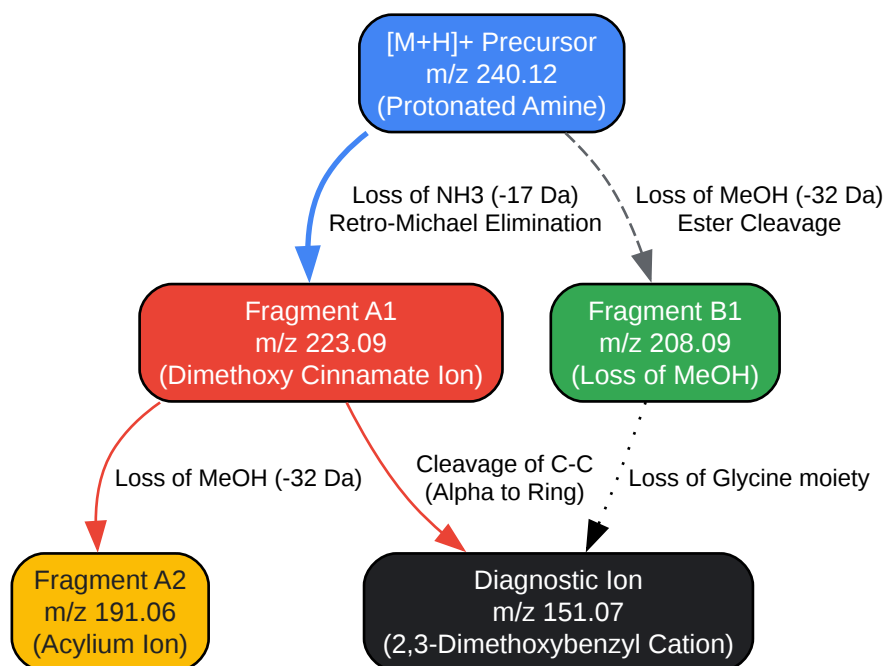 [M+H]+ Precursor
m/z 240.12
(Protonated Amine)
Loss of NH3 (-17 Da)
Retro-Michael Elimination
Loss of MeOH (-32 Da)
Ester Cleavage
Fragment A1
m/z 223.09
(Dimethoxy Cinnamate Ion)
Fragment B1
m/z 208.09
(Loss of MeOH)
Loss of MeOH (-32 Da)
Cleavage of C-C
(Alpha to Ring)
Loss of Glycine moiety
Fragment A2
m/z 191.06
(Acylium Ion)
Diagnostic Ion
m/z 151.07
(2,3-Dimethoxybenzyl Cation)